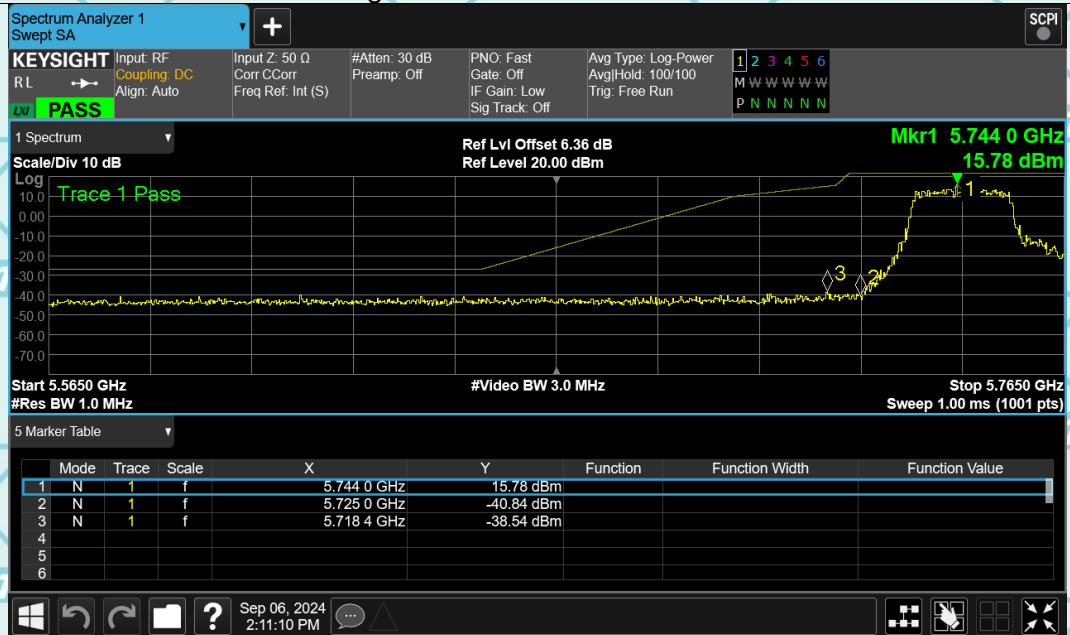 Spectrum Analyzer 1
Swept SA
+
SCPI
KEYSIGHT Input: RF Input Z: 50 Ω #Atten: 30 dB PNO: Fast Avg Type: Log-Power 1 2 3 4 5 6
R L Coupling: DC Corr CCorr Preamp: Off Gate: Off Avg|Hold: 100/100 M W W W W W
Align: Auto Freq Ref: Int (S) IF Gain: Low Trig: Free Run
LXI PASS Sig Track: Off P N N N N N
1 Spectrum Ref Lvl Offset 6.36 dB Mkr1 5.744 0 GHz
Scale/Div 10 dB Ref Level 20.00 dBm 15.78 dBm
Log
Trace 1 Pass
10.0
1
0.00
-10.0
-20.0
-30.0
3
2
-40.0
-50.0
-60.0
-70.0
Start 5.5650 GHz #Video BW 3.0 MHz Stop 5.7650 GHz
#Res BW 1.0 MHz Sweep 1.00 ms (1001 pts)
5 Marker Table
Mode Trace Scale X Y Function Function Width Function Value
1 N 1 f 5.744 0 GHz 15.78 dBm
2 N 1 f 5.725 0 GHz -40.84 dBm
3 N 1 f 5.718 4 GHz -38.54 dBm
4
5
6
? Sep 06, 2024
2:11:10 PM